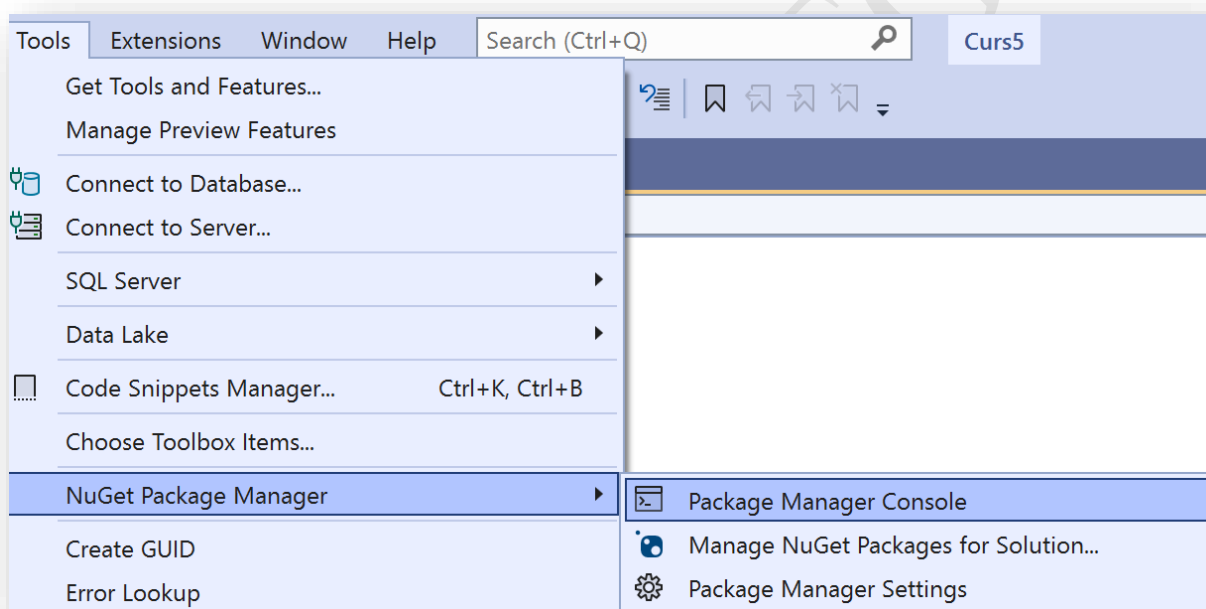 Tools Extensions Window Help Search (Ctrl+Q) Curs5
Get Tools and Features...
Manage Preview Features
Connect to Database...
Connect to Server...
SQL Server
Data Lake
Code Snippets Manager... Ctrl+K, Ctrl+B
Choose Toolbox Items...
NuGet Package Manager
Package Manager Console
Manage NuGet Packages for Solution...
Package Manager Settings
Create GUID
Error Lookup